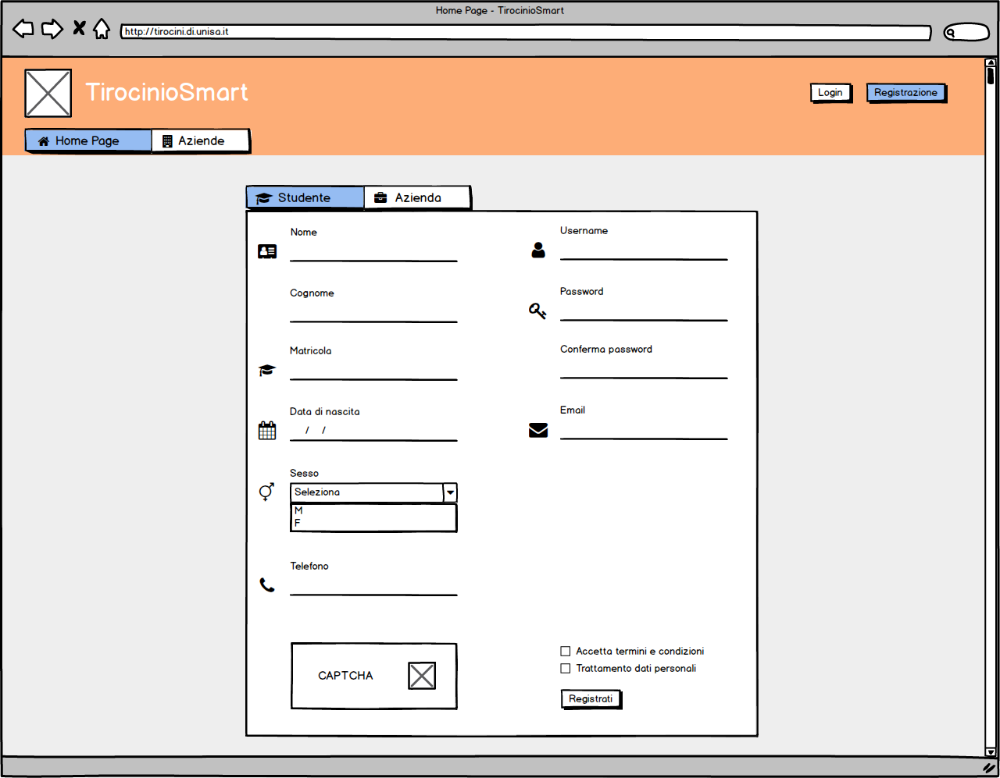 Home Page - TirocinioSmart
http://tirocini.di.unisa.it
TirocinioSmart
Login
Registrazione
Home Page
Aziende
Studente
Azienda
Nome
Username
Cognome
Password
Matricola
Conferma password
Data di nascita
/ /
Email
Sesso
Seleziona
M
F
Telefono
CAPTCHA
Accetta termini e condizioni
Trattamento dati personali
Registrati